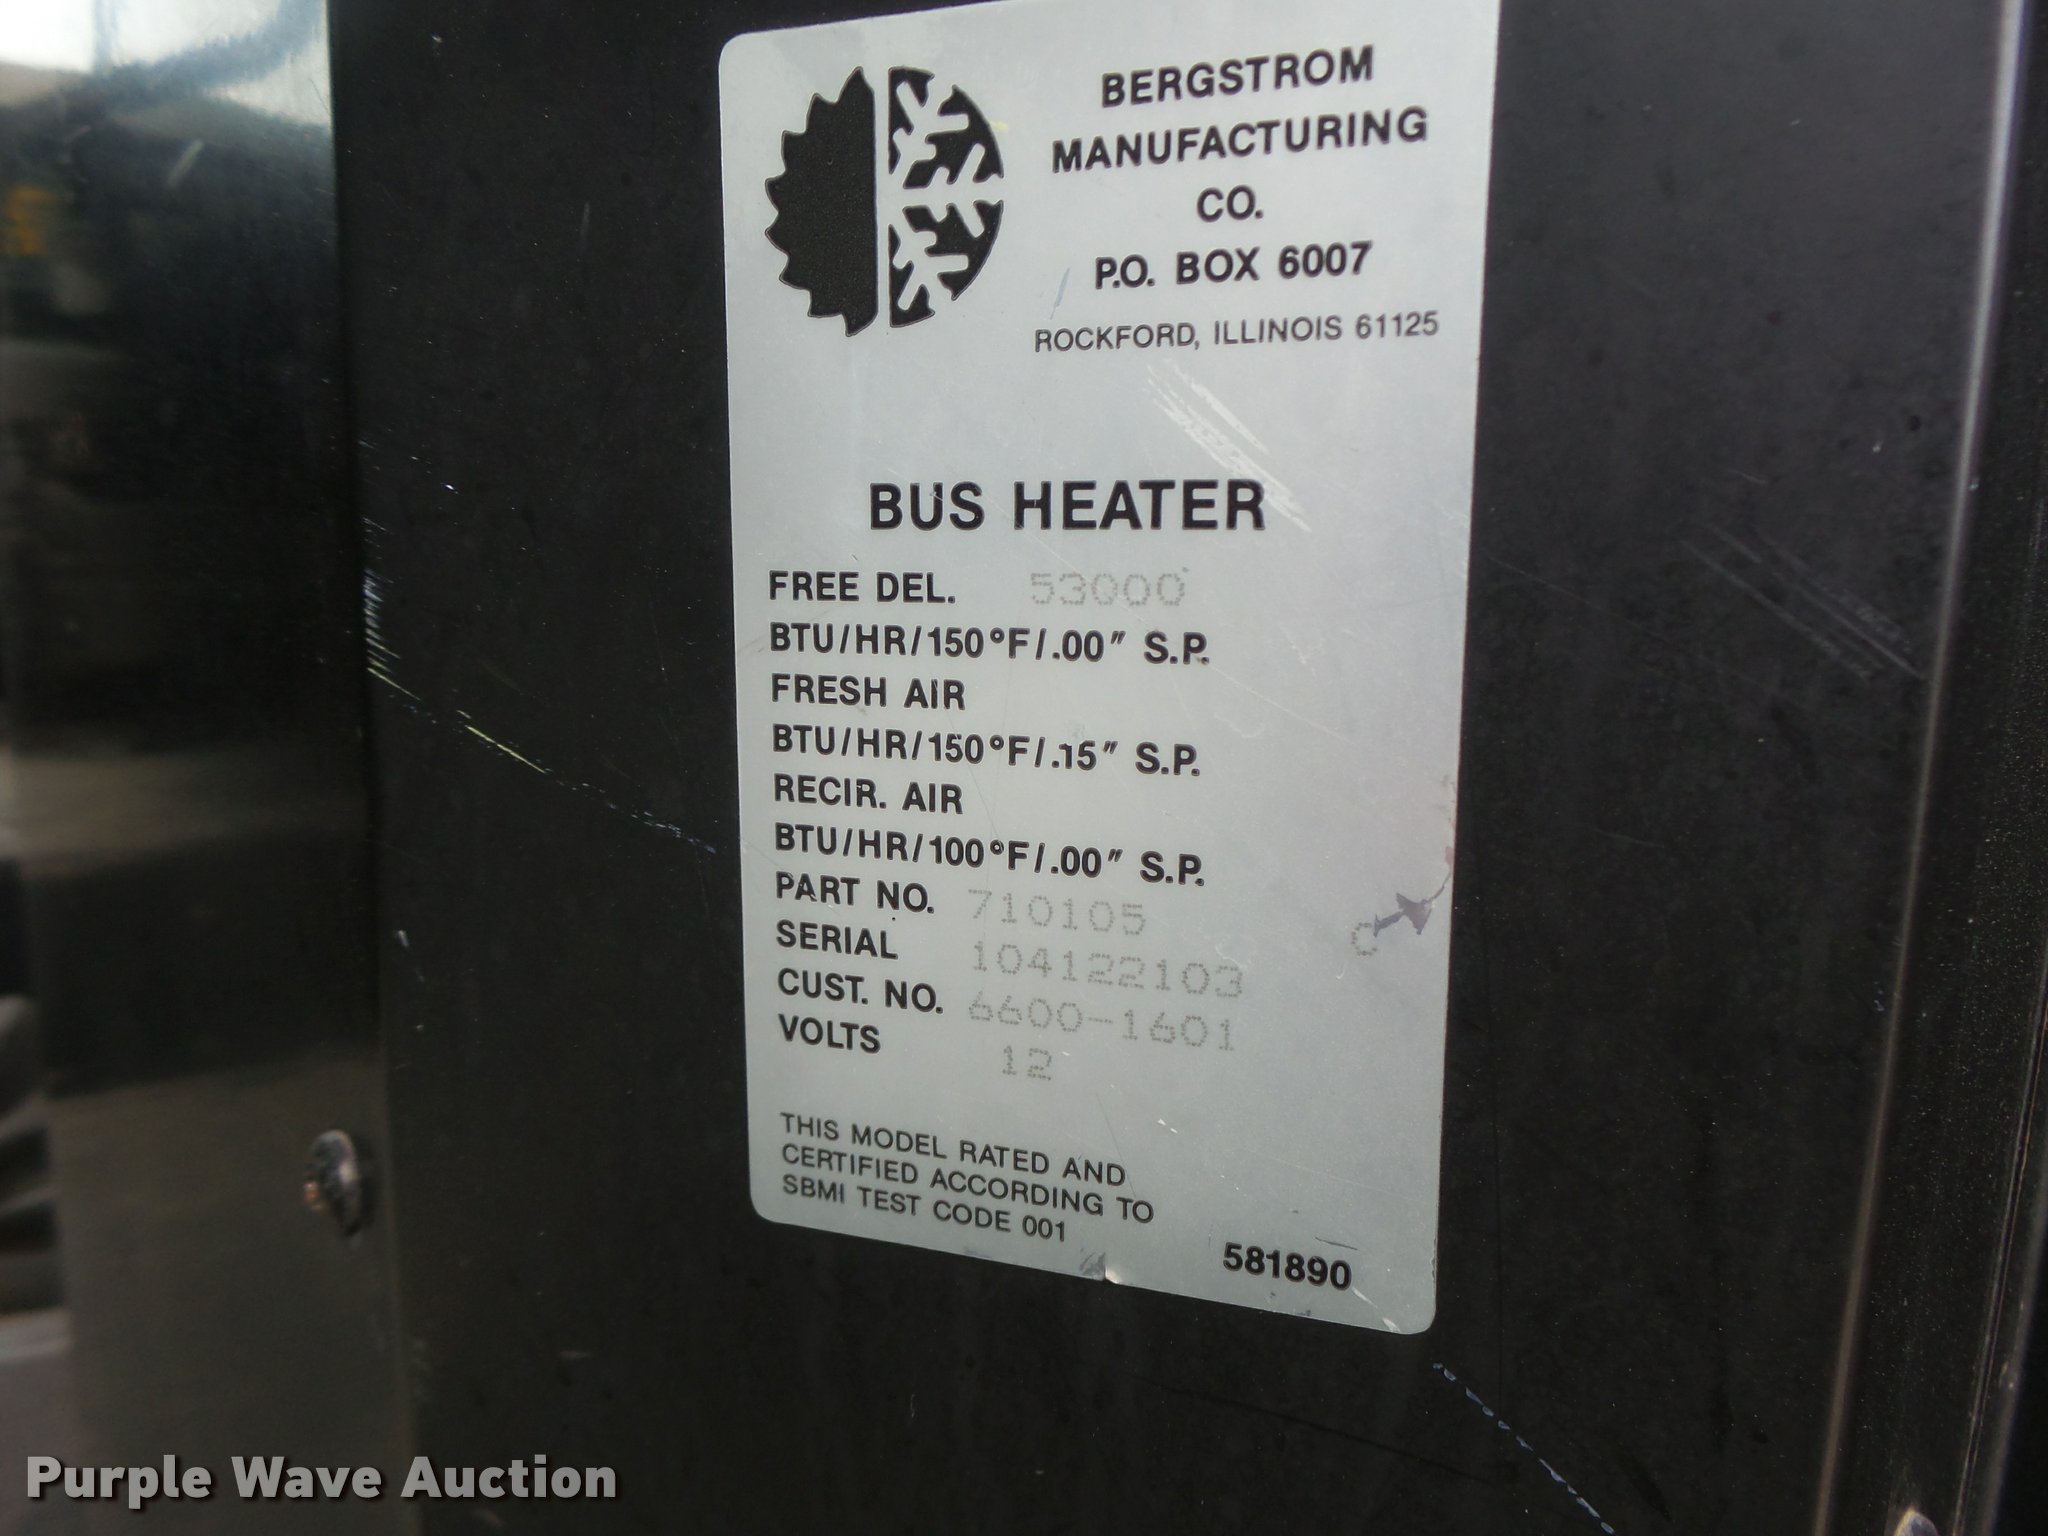 BERGSTROM
MANUFACTURING
CO.
P.O. BOX 6007
ROCKFORD, ILLINOIS 61125
BUS HEATER
FREE DEL. 53000
BTU/HR/150°F/.00" S.P.
FRESH AIR
BTU/HR/150°F/.15" S.P.
RECIR. AIR
BTU/HR/100°F/.00" S.P.
PART NO. 710105 C
SERIAL 104122103
CUST. NO. 6600-1601
VOLTS 12
THIS MODEL RATED AND
CERTIFIED ACCORDING TO
SBMI TEST CODE 001
581890
Purple Wave Auction